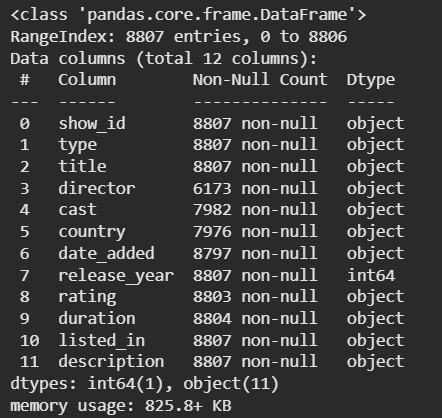 <class 'pandas.core.frame.DataFrame'>
RangeIndex: 8807 entries, 0 to 8806
Data columns (total 12 columns):
 #   Column        Non-Null Count  Dtype
---  ------        --------------  -----
 0   show_id       8807 non-null   object
 1   type          8807 non-null   object
 2   title         8807 non-null   object
 3   director      6173 non-null   object
 4   cast          7982 non-null   object
 5   country       7976 non-null   object
 6   date_added    8797 non-null   object
 7   release_year  8807 non-null   int64
 8   rating        8803 non-null   object
 9   duration      8804 non-null   object
 10  listed_in     8807 non-null   object
 11  description   8807 non-null   object
dtypes: int64(1), object(11)
memory usage: 825.8+ KB